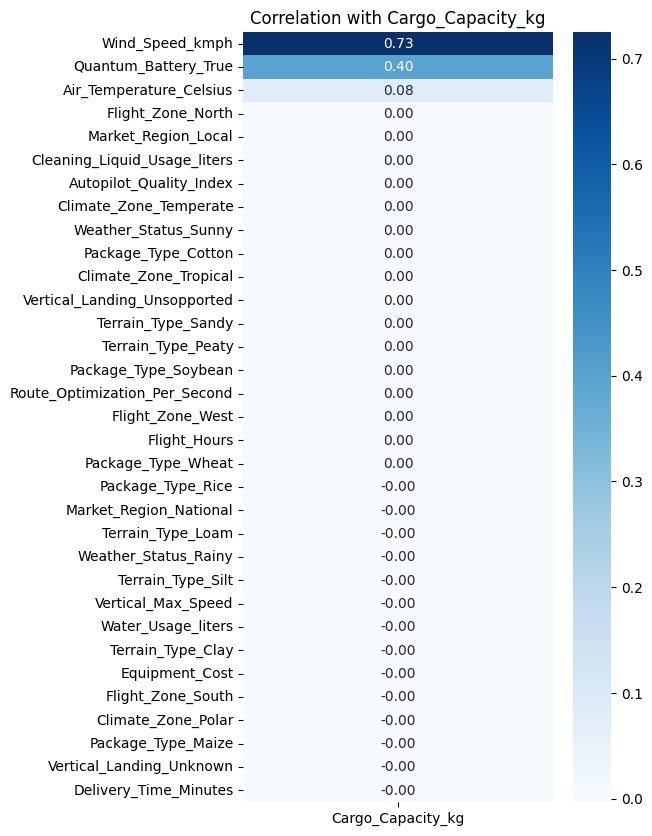 Correlation with Cargo_Capacity_kg
Wind_Speed_kmph 0.73
Quantum_Battery_True 0.40
Air_Temperature_Celsius 0.08
Flight_Zone_North 0.00
Market_Region_Local 0.00
Cleaning_Liquid_Usage_liters 0.00
Autopilot_Quality_Index 0.00
Climate_Zone_Temperate 0.00
Weather_Status_Sunny 0.00
Package_Type_Cotton 0.00
Climate_Zone_Tropical 0.00
Vertical_Landing_Unsopported 0.00
Terrain_Type_Sandy 0.00
Terrain_Type_Peaty 0.00
Package_Type_Soybean 0.00
Route_Optimization_Per_Second 0.00
Flight_Zone_West 0.00
Flight_Hours 0.00
Package_Type_Wheat 0.00
Package_Type_Rice -0.00
Market_Region_National -0.00
Terrain_Type_Loam -0.00
Weather_Status_Rainy -0.00
Terrain_Type_Silt -0.00
Vertical_Max_Speed -0.00
Water_Usage_liters -0.00
Terrain_Type_Clay -0.00
Equipment_Cost -0.00
Flight_Zone_South -0.00
Climate_Zone_Polar -0.00
Package_Type_Maize -0.00
Vertical_Landing_Unknown -0.00
Delivery_Time_Minutes -0.00
Cargo_Capacity_kg
0.7
0.6
0.5
0.4
0.3
0.2
0.1
0.0